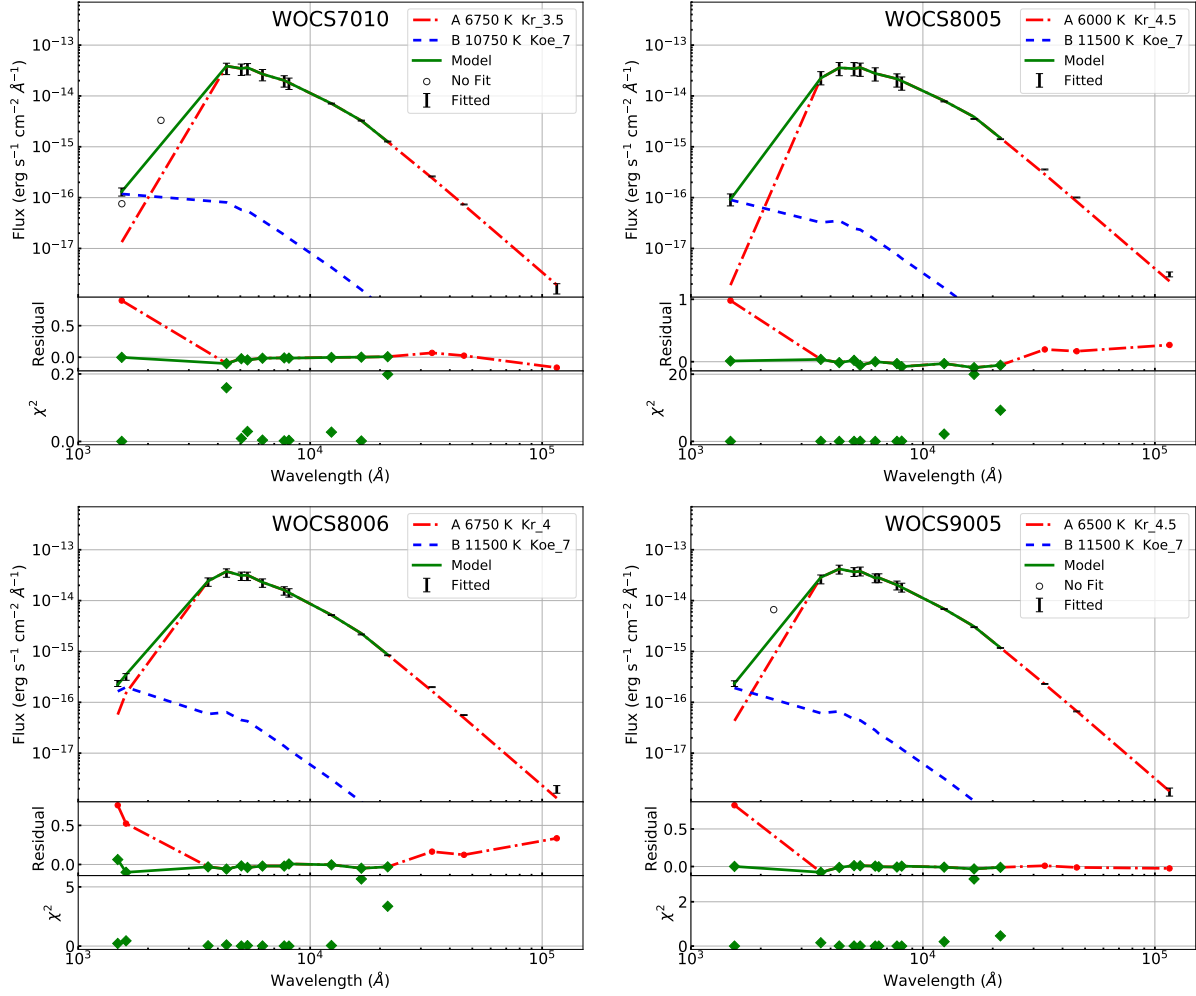 WOCS7010
A 6750 K Kr_3.5
B 10750 K Koe_7
Model
No Fit
Fitted
10⁻¹³
10⁻¹⁴
10⁻¹⁵
10⁻¹⁶
10⁻¹⁷
Flux (erg s⁻¹ cm⁻² Å⁻¹)
0.5
0.0
Residual
0.2
0.0
χ²
10³ 10⁴ 10⁵
Wavelength (Å)
WOCS8005
A 6000 K Kr_4.5
B 11500 K Koe_7
Model
Fitted
10⁻¹³
10⁻¹⁴
10⁻¹⁵
10⁻¹⁶
10⁻¹⁷
Flux (erg s⁻¹ cm⁻² Å⁻¹)
1
0
Residual
20
0
χ²
10³ 10⁴ 10⁵
Wavelength (Å)
WOCS8006
A 6750 K Kr_4
B 11500 K Koe_7
Model
Fitted
10⁻¹³
10⁻¹⁴
10⁻¹⁵
10⁻¹⁶
10⁻¹⁷
Flux (erg s⁻¹ cm⁻² Å⁻¹)
0.5
0.0
Residual
5
0
χ²
10³ 10⁴ 10⁵
Wavelength (Å)
WOCS9005
A 6500 K Kr_4.5
B 11500 K Koe_7
Model
No Fit
Fitted
10⁻¹³
10⁻¹⁴
10⁻¹⁵
10⁻¹⁶
10⁻¹⁷
Flux (erg s⁻¹ cm⁻² Å⁻¹)
0.5
0.0
Residual
2
0
χ²
10³ 10⁴ 10⁵
Wavelength (Å)